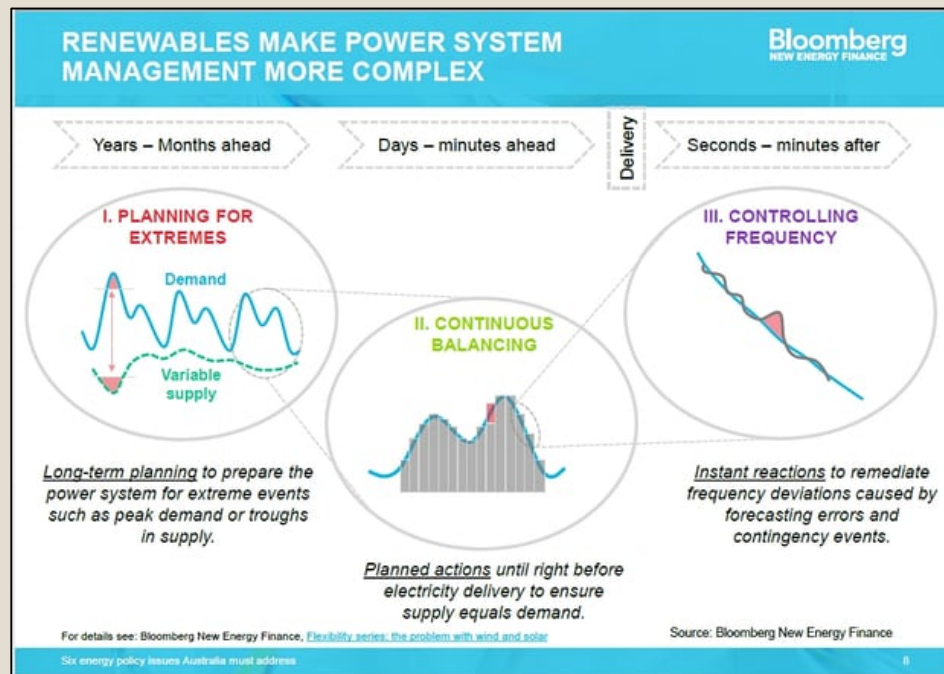 RENEWABLES MAKE POWER SYSTEM
MANAGEMENT MORE COMPLEX
Bloomberg
NEW ENERGY FINANCE
Years – Months ahead
Days – minutes ahead
Delivery
Seconds – minutes after
I. PLANNING FOR
EXTREMES
Demand
Variable
supply
II. CONTINUOUS
BALANCING
III. CONTROLLING
FREQUENCY
Long-term planning to prepare the
power system for extreme events
such as peak demand or troughs
in supply.
Planned actions until right before
electricity delivery to ensure
supply equals demand.
Instant reactions to remediate
frequency deviations caused by
forecasting errors and
contingency events.
For details see: Bloomberg New Energy Finance, Flexibility series: the problem with wind and solar
Source: Bloomberg New Energy Finance
Six energy policy issues Australia must address
8